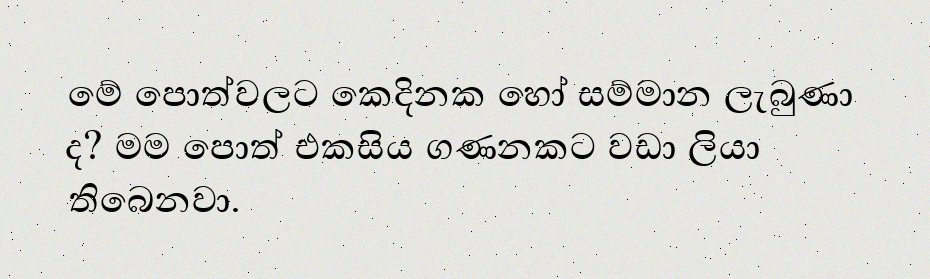 මේ පොත්වලට කෙදිනක හෝ සම්මාන ලැබුණා
ද? මම පොත් එකසිය ගණනකට වඩා ලියා
තිබෙනවා.